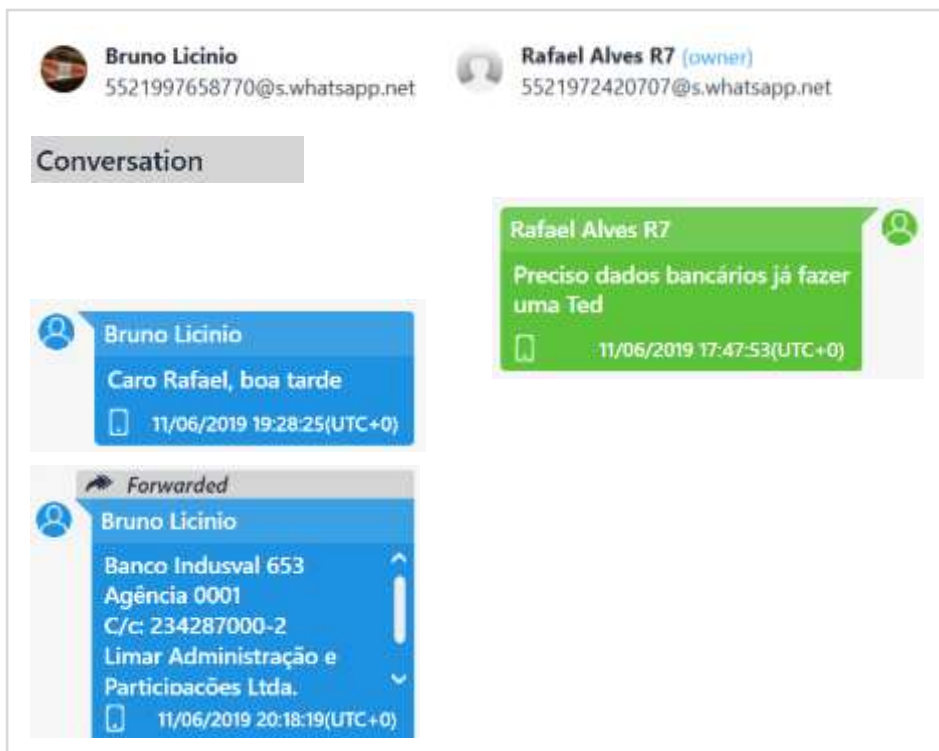 Bruno Licinio
5521997658770@s.whatsapp.net
Rafael Alves R7 (owner)
5521972420707@s.whatsapp.net
Conversation
Rafael Alves R7
Preciso dados bancários já fazer
uma Ted
11/06/2019 17:47:53(UTC+0)
Bruno Licinio
Caro Rafael, boa tarde
11/06/2019 19:28:25(UTC+0)
Forwarded
Bruno Licinio
Banco Indusval 653
Agência 0001
C/c: 234287000-2
Limar Administração e
Participações Ltda.
11/06/2019 20:18:19(UTC+0)